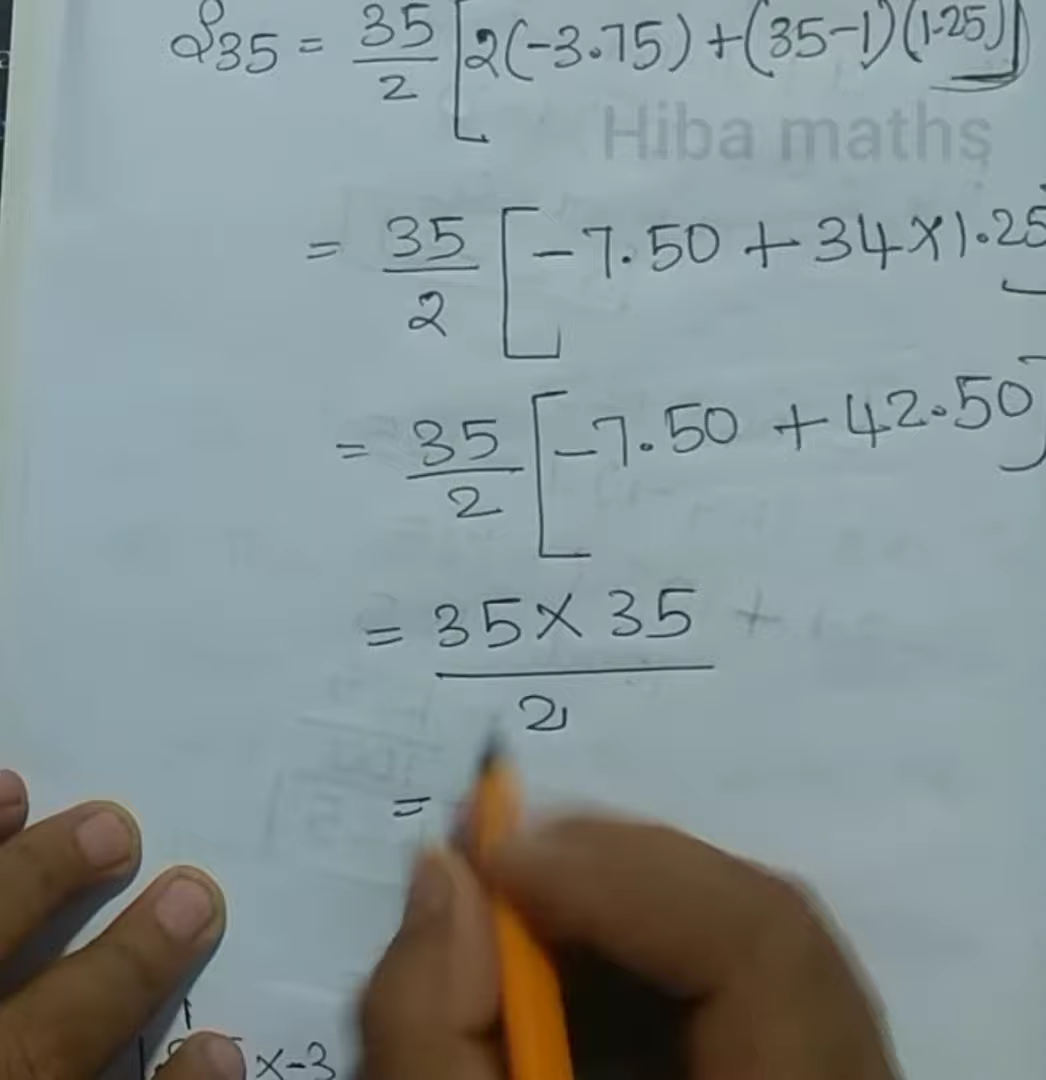 S35 = 35/2 [2(-3.75) + (35-1)(1.25)]
Hiba maths
= 35/2 [-7.50 + 34×1.25
= 35/2 [-7.50 + 42.50]
= 35 × 35 / 2
=
x-3